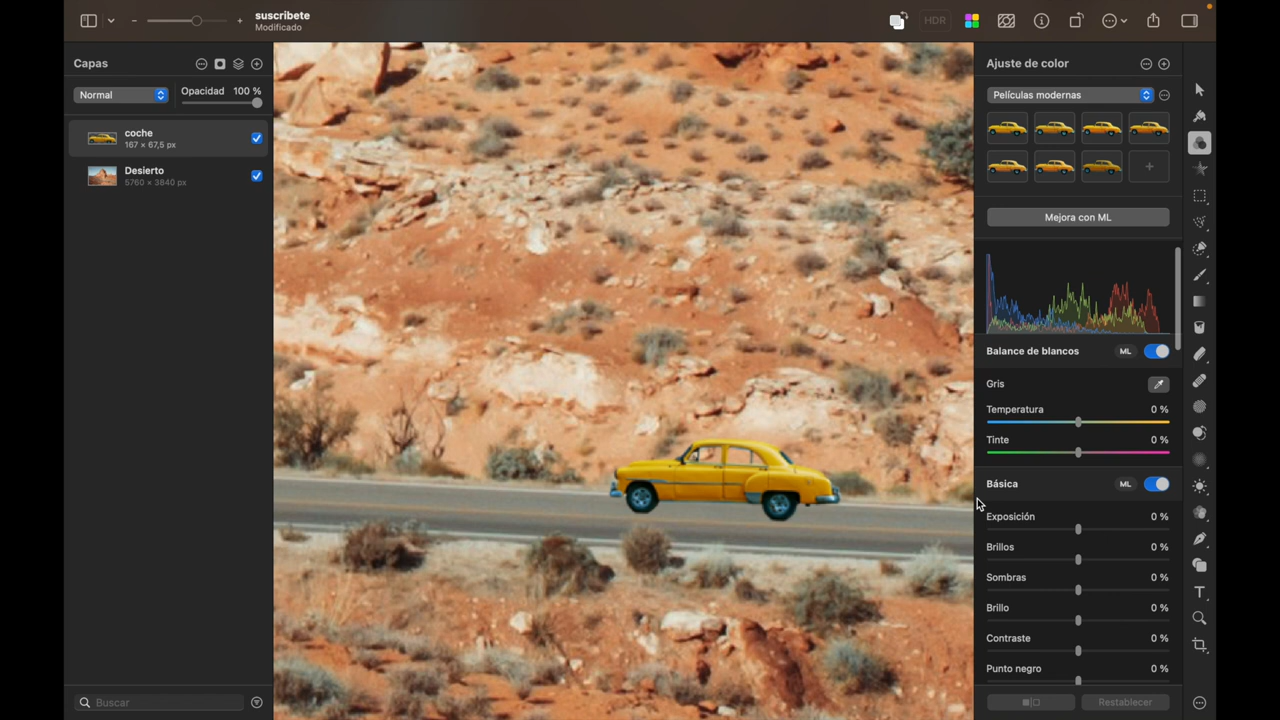 suscribete
Modificado
HDR
Capas
Normal
Opacidad 100 %
coche
167 × 67,5 px
Desierto
5760 × 3840 px
Buscar
Ajuste de color
Películas modernas
Mejora con ML
Balance de blancos ML
Gris
Temperatura 0 %
Tinte 0 %
Básica ML
Exposición 0 %
Brillos 0 %
Sombras 0 %
Brillo 0 %
Contraste 0 %
Punto negro 0 %
Restablecer